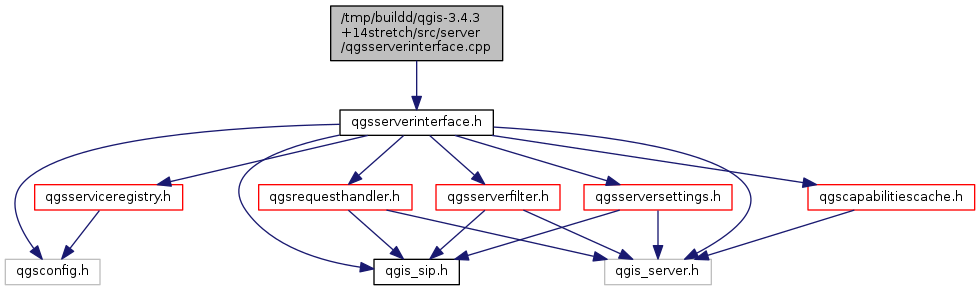 /tmp/buildd/qgis-3.4.3
+14stretch/src/server
/qgsserverinterface.cpp
qgsserverinterface.h
qgsserviceregistry.h
qgsrequesthandler.h
qgsserverfilter.h
qgsserversettings.h
qgscapabilitiescache.h
qgsconfig.h
qgis_sip.h
qgis_server.h